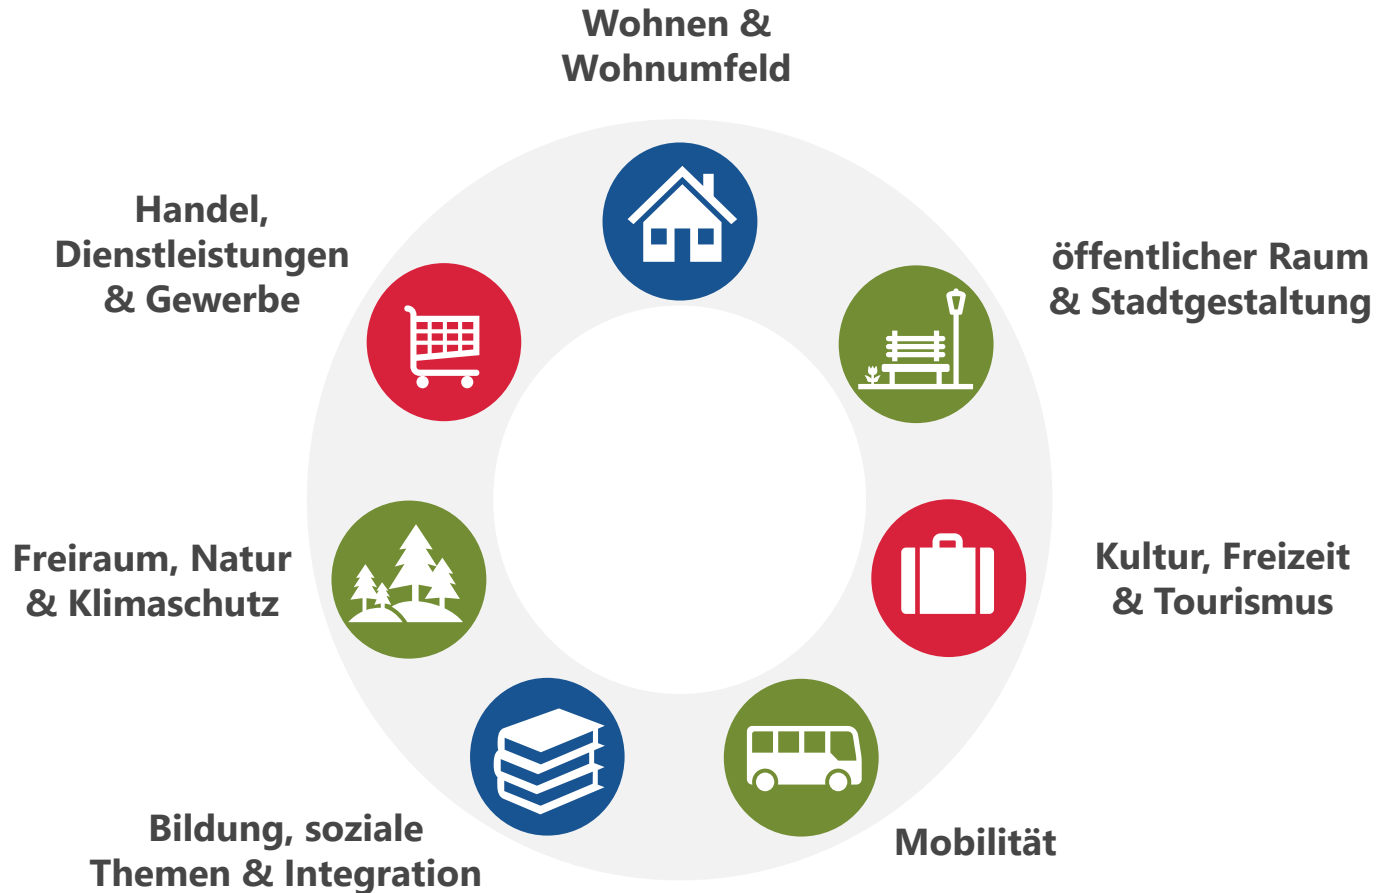 Wohnen &
Wohnumfeld
Handel,
Dienstleistungen
& Gewerbe
öffentlicher Raum
& Stadtgestaltung
Freiraum, Natur
& Klimaschutz
Kultur, Freizeit
& Tourismus
Bildung, soziale
Themen & Integration
Mobilität